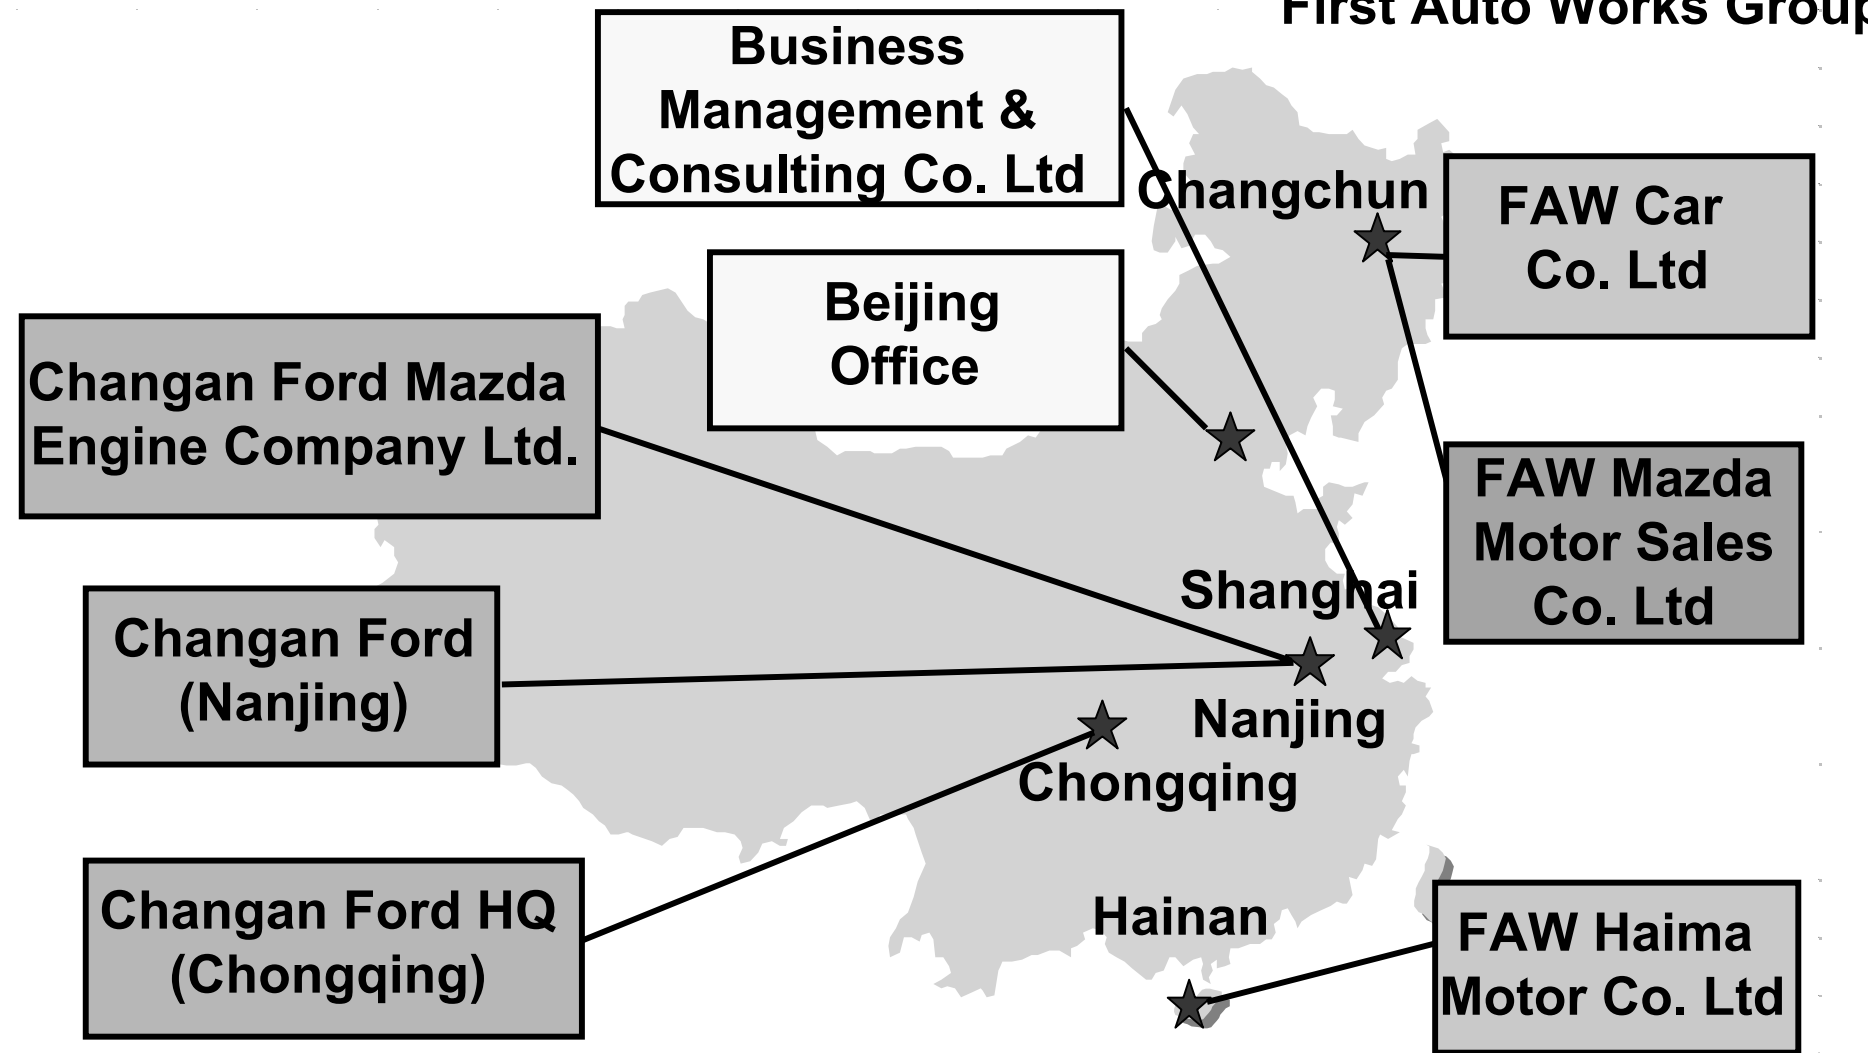 First Auto Works Group
Business
Management &
Consulting Co. Ltd
Changchun
FAW Car
Co. Ltd
Beijing
Office
Changan Ford Mazda
Engine Company Ltd.
FAW Mazda
Motor Sales
Co. Ltd
Shanghai
Changan Ford
(Nanjing)
Nanjing
Chongqing
Changan Ford HQ
(Chongqing)
Hainan
FAW Haima
Motor Co. Ltd